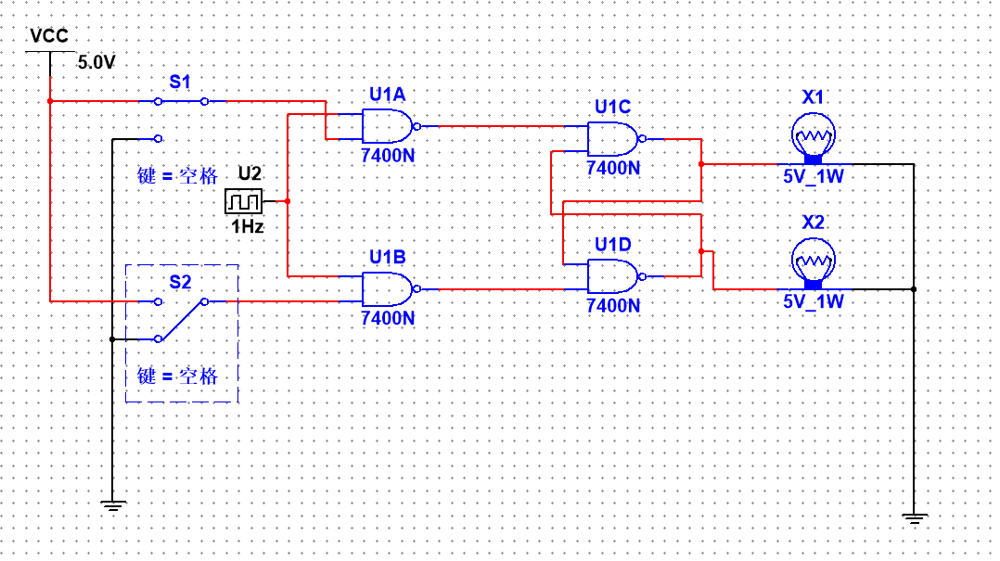 VCC
5.0V
S1
键 = 空格
U2
1Hz
S2
键 = 空格
U1A
7400N
U1B
7400N
U1C
7400N
U1D
7400N
X1
5V_1W
X2
5V_1W